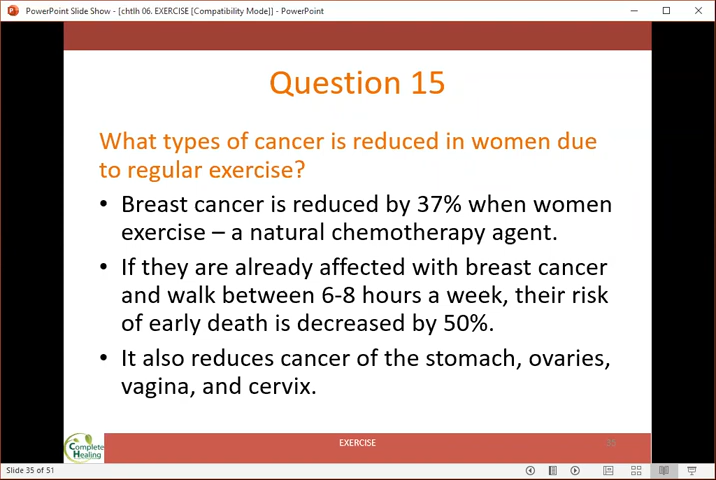 PowerPoint Slide Show - [chtlh 06. EXERCISE [Compatibility Mode]] - PowerPoint
Question 15
What types of cancer is reduced in women due
to regular exercise?
• Breast cancer is reduced by 37% when women
exercise – a natural chemotherapy agent.
• If they are already affected with breast cancer
and walk between 6-8 hours a week, their risk
of early death is decreased by 50%.
• It also reduces cancer of the stomach, ovaries,
vagina, and cervix.
Complete
Healing
EXERCISE
35
Slide 35 of 51